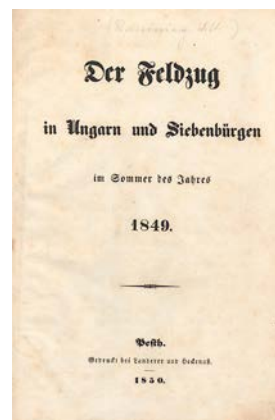 Der Feldzug
in Ungarn und Siebenbürgen
im Sommer des Jahres
1849.
Pesth.
Gedruckt bei Landerer und Heckenast.
1850.